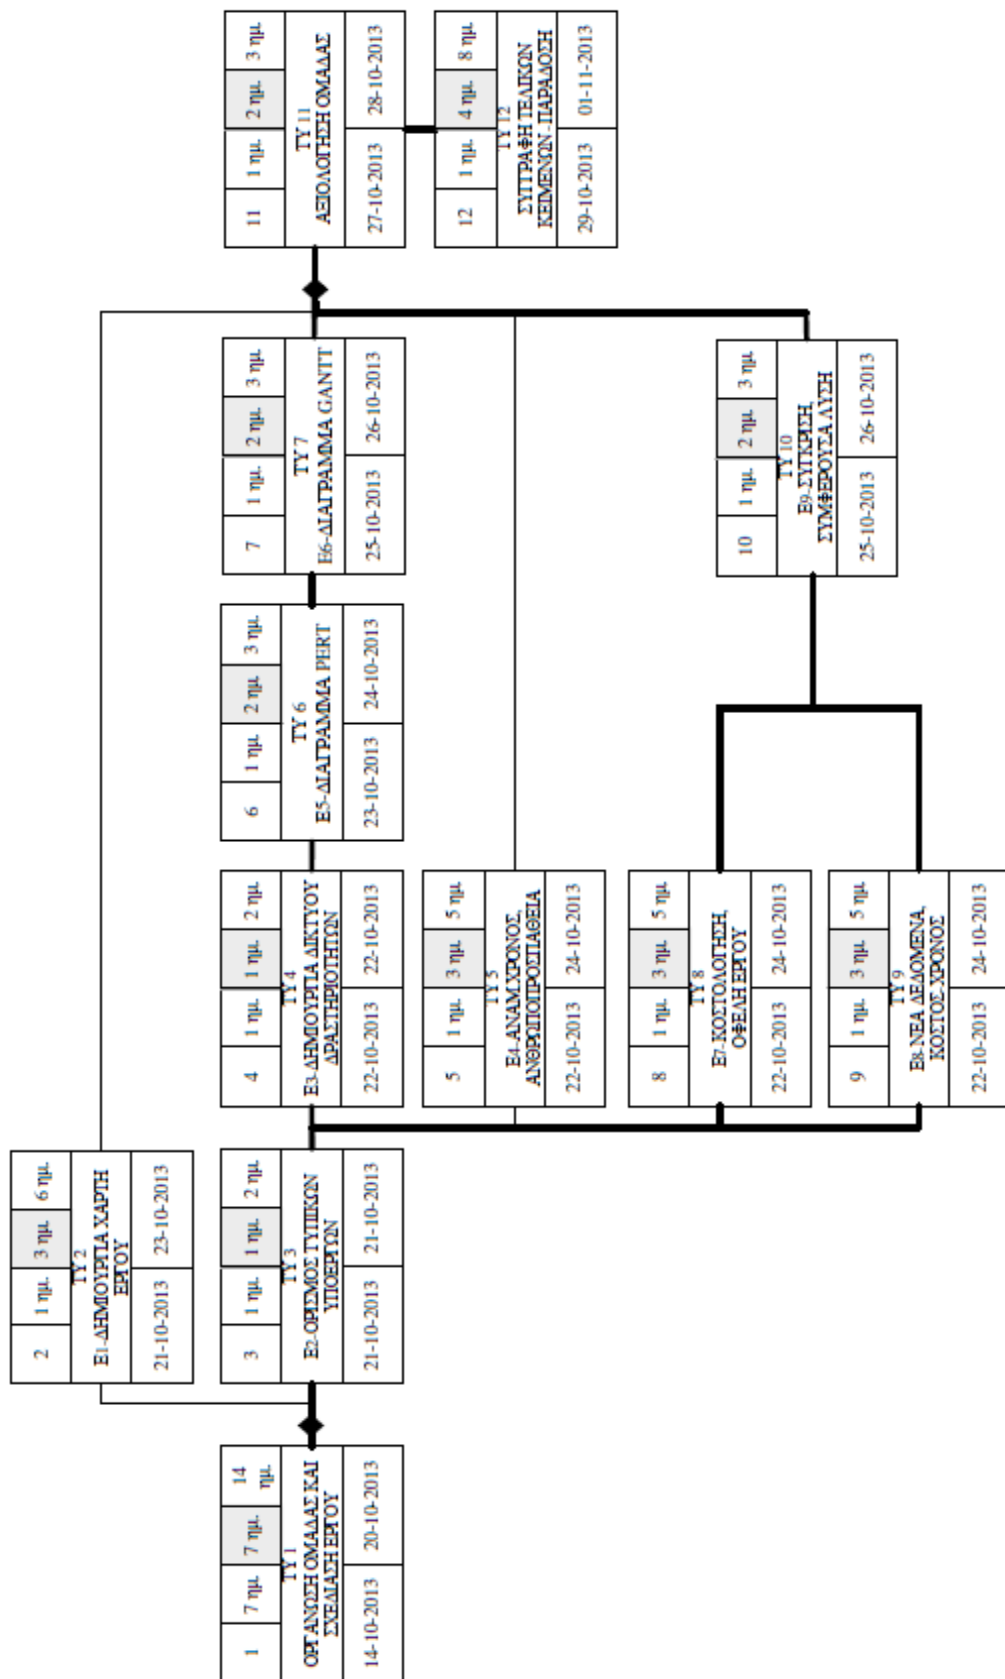 1 7 ημ. 7 ημ. 14 ημ.
ΤΥ 1
ΟΡΓΑΝΩΣΗ ΟΜΑΔΑΣ ΚΑΙ
ΣΧΕΔΙΑΣΗ ΕΡΓΟΥ
14-10-2013 20-10-2013
2 1 ημ. 3 ημ. 6 ημ.
ΤΥ 2
Ε1-ΔΗΜΙΟΥΡΓΙΑ ΧΑΡΤΗ
ΕΡΓΟΥ
21-10-2013 23-10-2013
3 1 ημ. 1 ημ. 2 ημ.
ΤΥ 3
Ε2-ΟΡΙΣΜΟΣ ΤΥΠΙΚΩΝ
ΥΠΟΕΡΓΩΝ
21-10-2013 21-10-2013
4 1 ημ. 1 ημ. 2 ημ.
ΤΥ 4
Ε3-ΔΗΜΙΟΥΡΓΙΑ ΔΙΚΤΥΟΥ
ΔΡΑΣΤΗΡΙΟΤΗΤΩΝ
22-10-2013 22-10-2013
5 1 ημ. 3 ημ. 5 ημ.
ΤΥ 5
Ε4-ΑΝΑΜ.ΧΡΟΝΟΣ,
ΑΝΘΡΩΠΟΠΡΟΣΠΑΘΕΙΑ
22-10-2013 24-10-2013
8 1 ημ. 3 ημ. 5 ημ.
ΤΥ 8
Ε7-ΚΟΣΤΟΛΟΓΗΣΗ,
ΟΦΕΛΗ ΕΡΓΟΥ
22-10-2013 24-10-2013
9 1 ημ. 3 ημ. 5 ημ.
ΤΥ 9
Ε8-ΝΕΑ ΔΕΔΟΜΕΝΑ,
ΚΟΣΤΟΣ-ΧΡΟΝΟΣ
22-10-2013 24-10-2013
6 1 ημ. 2 ημ. 3 ημ.
ΤΥ 6
Ε5-ΔΙΑΓΡΑΜΜΑ PERT
23-10-2013 24-10-2013
7 1 ημ. 2 ημ. 3 ημ.
ΤΥ 7
Ε6-ΔΙΑΓΡΑΜΜΑ GANTT
25-10-2013 26-10-2013
10 1 ημ. 2 ημ. 3 ημ.
ΤΥ 10
Ε9-ΣΥΓΚΡΙΣΗ,
ΣΥΜΦΕΡΟΥΣΑ ΛΥΣΗ
25-10-2013 26-10-2013
11 1 ημ. 2 ημ. 3 ημ.
ΤΥ 11
ΑΞΙΟΛΟΓΗΣΗ ΟΜΑΔΑΣ
27-10-2013 28-10-2013
12 1 ημ. 4 ημ. 8 ημ.
ΤΥ 12
ΣΥΓΓΡΑΦΗ ΤΕΛΙΚΩΝ
ΚΕΙΜΕΝΩΝ - ΠΑΡΑΔΟΣΗ
29-10-2013 01-11-2013